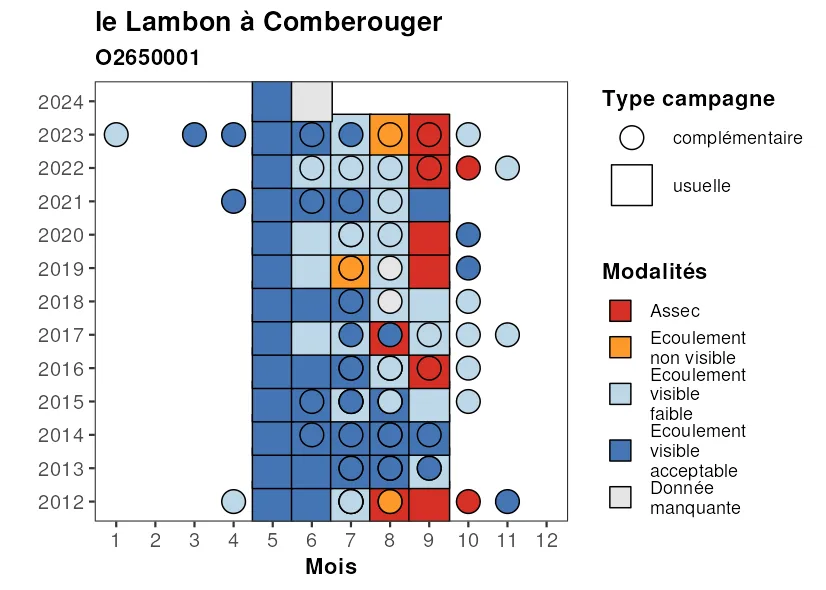 le Lambon à Comberouger
O2650001
2024
2023
2022
2021
2020
2019
2018
2017
2016
2015
2014
2013
2012
1 2 3 4 5 6 7 8 9 10 11 12
Mois
Type campagne
complémentaire
usuelle
Modalités
Assec
Ecoulement
non visible
Ecoulement
visible
faible
Ecoulement
visible
acceptable
Donnée
manquante